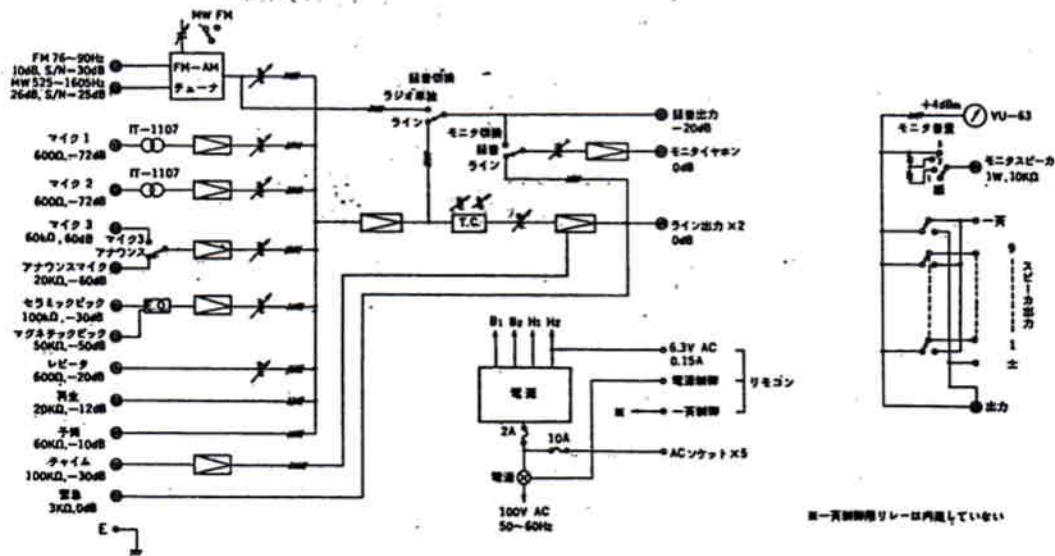 MW FM
FM 76~90Hz
10dB, S/N-30dB
MW 525~1605Hz
26dB, S/N-25dB
FM-AM
チューナ
マイク 1
600Ω,-72dB
IT-1107
マイク 2
600Ω,-72dB
IT-1107
マイク 3
60kΩ, 60dB
マイク3
アナウンス
アナウンスマイク
20KΩ,-60dB
セラミックピック
100kΩ,-30dB
マグネチックピック
50KΩ,-50dB
レピータ
600Ω,-20dB
再生
20KΩ,-12dB
予備
60KΩ,-10dB
チャイム
100KΩ,-30dB
緊急
3KΩ,0dB
E
録音切換
ラジオ単独
ライン
モニタ切換
録音
ライン
T.C.
録音出力
-20dB
モニタイヤホン
0dB
ライン出力 ×2
0dB
B1 B2 H1 H2
電源
6.3V AC
0.15A
電源制御
一斉制御
リモコン
※
2A
10A
ACソケット×5
電源
100V AC
50~60Hz
+4dBm
VU-63
モニタ音量
モニタスピーカ
1W, 10KΩ
一斉
9
スピーカ出力
1
出力
※一斉制御用リレーは内蔵していない